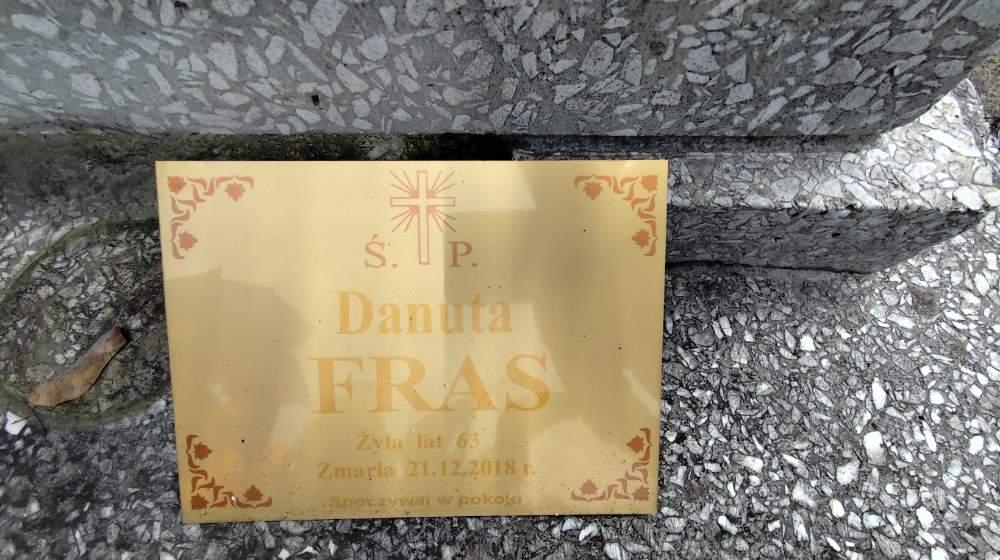 Ś. P.
Danuta
FRAS
Żyła lat 63
Zmarła 21.12.2018 r.
Spoczywaj w pokoju